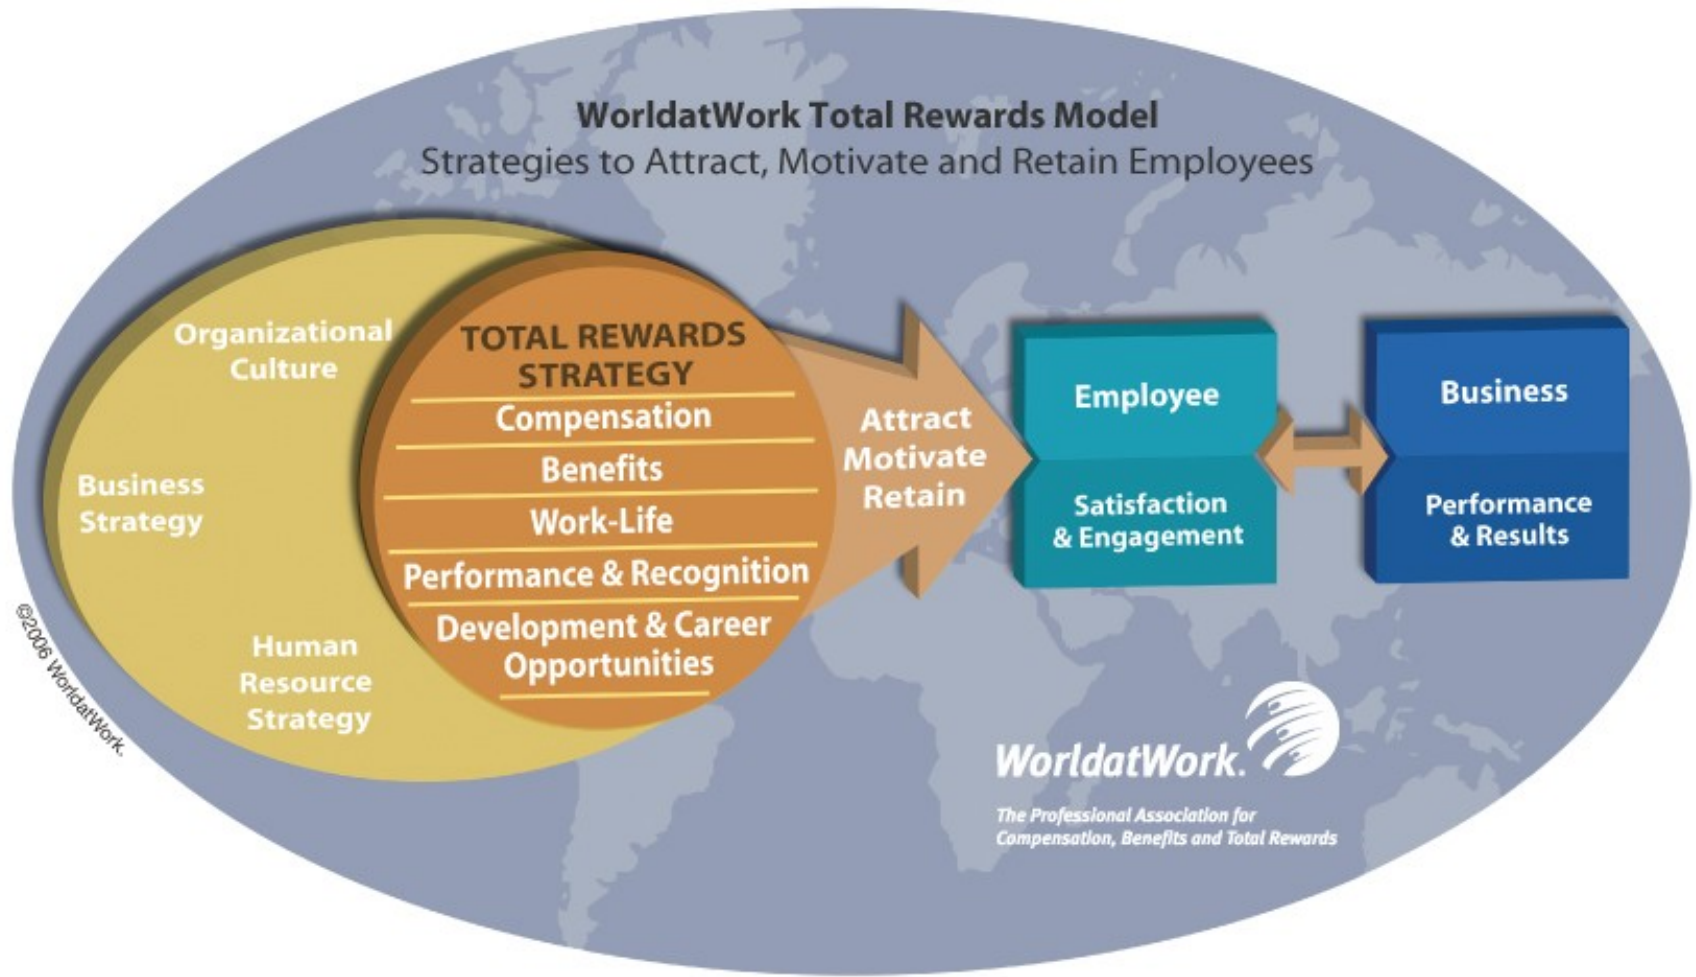 WorldatWork Total Rewards Model
Strategies to Attract, Motivate and Retain Employees
Organizational
Culture
Business
Strategy
Human
Resource
Strategy
TOTAL REWARDS
STRATEGY
Compensation
Benefits
Work-Life
Performance & Recognition
Development & Career
Opportunities
Attract
Motivate
Retain
Employee
Satisfaction
& Engagement
Business
Performance
& Results
©2006 WorldatWork.
WorldatWork.
The Professional Association for
Compensation, Benefits and Total Rewards